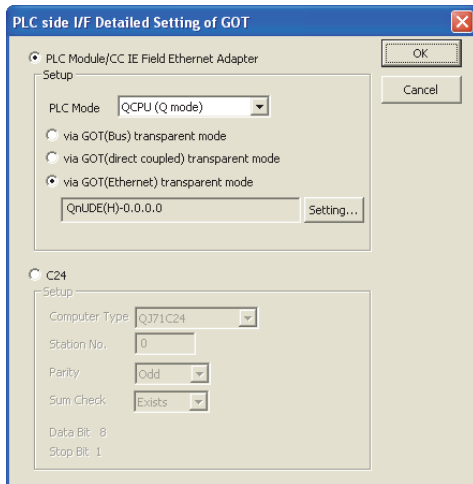 PLC side I/F Detailed Setting of GOT
PLC Module/CC IE Field Ethernet Adapter
OK
Setup
Cancel
PLC Mode QCPU (Q mode)
via GOT(Bus) transparent mode
via GOT(direct coupled) transparent mode
via GOT(Ethernet) transparent mode
QnUDE(H)-0.0.0.0 Setting...
C24
Setup
Computer Type QJ71C24
Station No. 0
Parity Odd
Sum Check Exists
Data Bit 8
Stop Bit 1